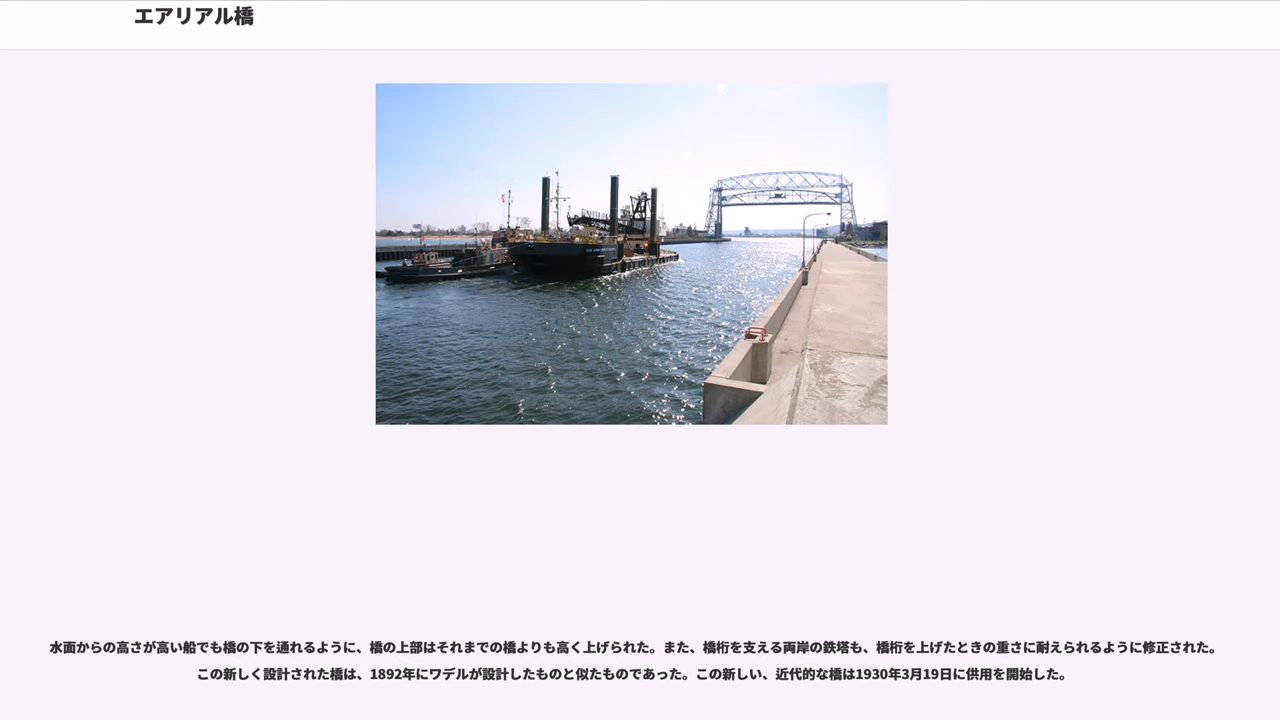 エアリアル橋
水面からの高さが高い船でも橋の下を通れるように、橋の上部はそれまでの橋よりも高く上げられた。また、橋桁を支える両岸の鉄塔も、橋桁を上げたときの重さに耐えられるように修正された。
この新しく設計された橋は、1892年にワデルが設計したものと似たものであった。この新しい、近代的な橋は1930年3月19日に供用を開始した。